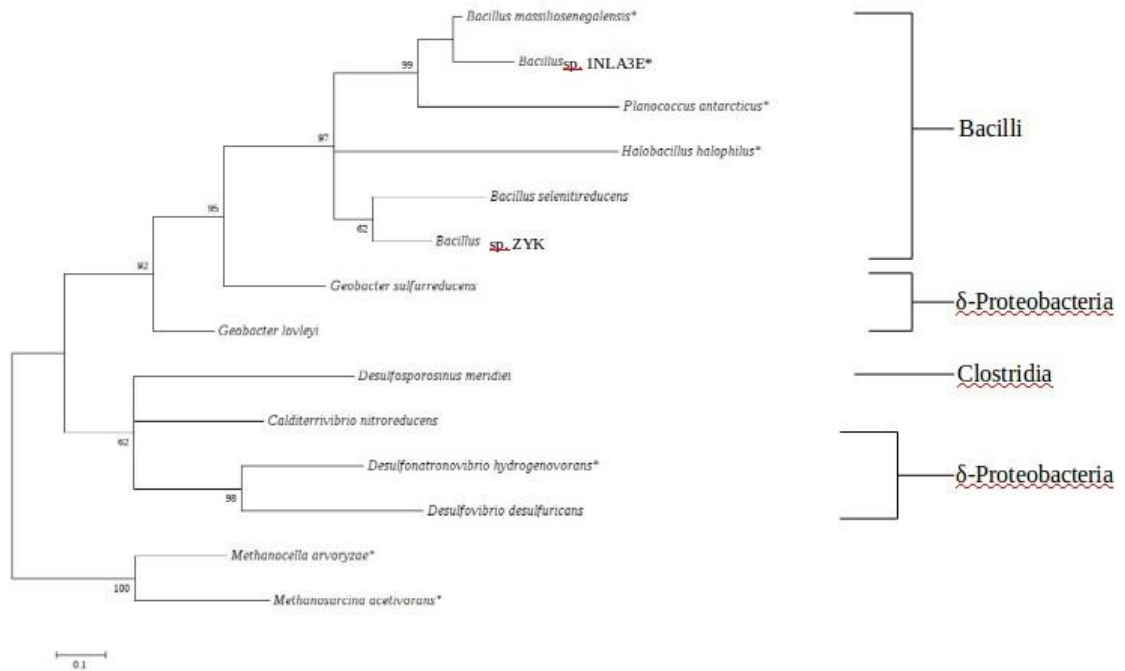 Bacillus massiliosenegalensis*
Bacillus sp. 1NLA3E*
99
Planococcus antarcticus*
Bacilli
97
Halobacillus halophilus*
Bacillus selenitireducens
95
62
Bacillus sp. ZYK
92
Geobacter sulfurreducens
δ-Proteobacteria
Geobacter lovleyi
Desulfosporosinus meridiei
Clostridia
Calditerrivibrio nitroreducens
62
Desulfonatronovibrio hydrogenovorans*
δ-Proteobacteria
98
Desulfovibrio desulfuricans
Methanocella arvoryzae*
100
Methanosarcina acetivorans*
0.1